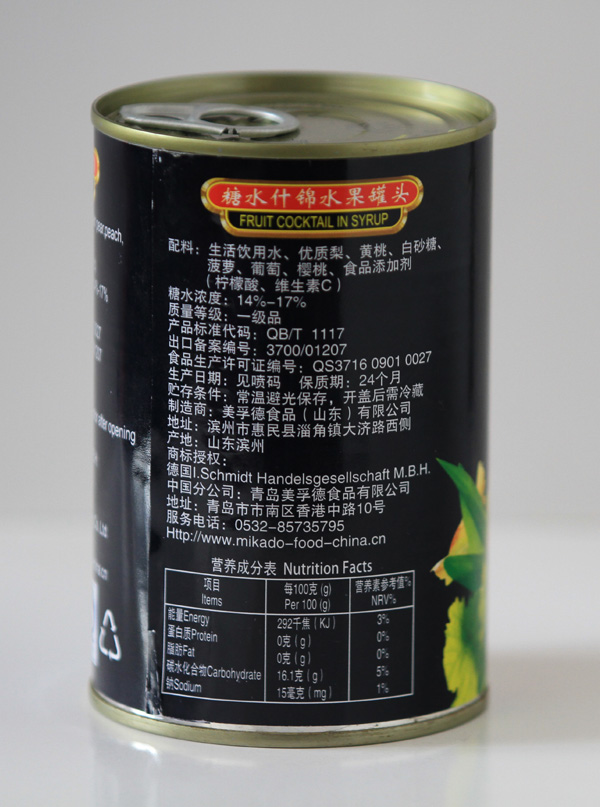 糖水什锦水果罐头
FRUIT COCKTAIL IN SYRUP
配料：生活饮用水、优质梨、黄桃、白砂糖、
菠萝、葡萄、樱桃、食品添加剂
（柠檬酸、维生素C）
糖水浓度：14%-17%
质量等级：一级品
产品标准代码：QB/T 1117
出口备案编号：3700/01207
食品生产许可证编号：QS3716 0901 0027
生产日期：见喷码 保质期：24个月
贮存条件：常温避光保存，开盖后需冷藏
制造商：美孚德食品（山东）有限公司
地址：滨州市惠民县淄角镇大济路西侧
产地：山东滨州
商标授权：
德国I.Schmidt Handelsgesellschaft M.B.H.
中国分公司：青岛美孚德食品有限公司
地址：青岛市市南区香港中路10号
服务电话：0532-85735795
Http://www.mikado-food-china.cn
营养成分表 Nutrition Facts
项目 每100克 (g) 营养素参考值%
Items Per 100 (g) NRV%
能量Energy 292千焦（KJ） 3%
蛋白质Protein 0克（g） 0%
脂肪Fat 0克（g） 0%
碳水化合物Carbohydrate 16.1克（g） 5%
钠Sodium 15毫克（mg） 1%
peach,
after opening